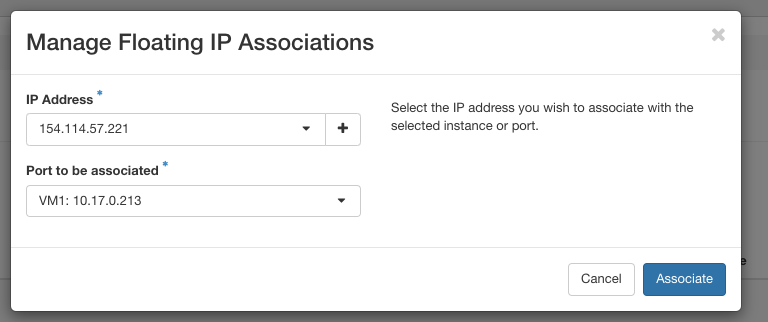 Manage Floating IP Associations
×
IP Address *
154.114.57.221
+
Select the IP address you wish to associate with the
selected instance or port.
Port to be associated *
VM1: 10.17.0.213
e
Cancel
Associate